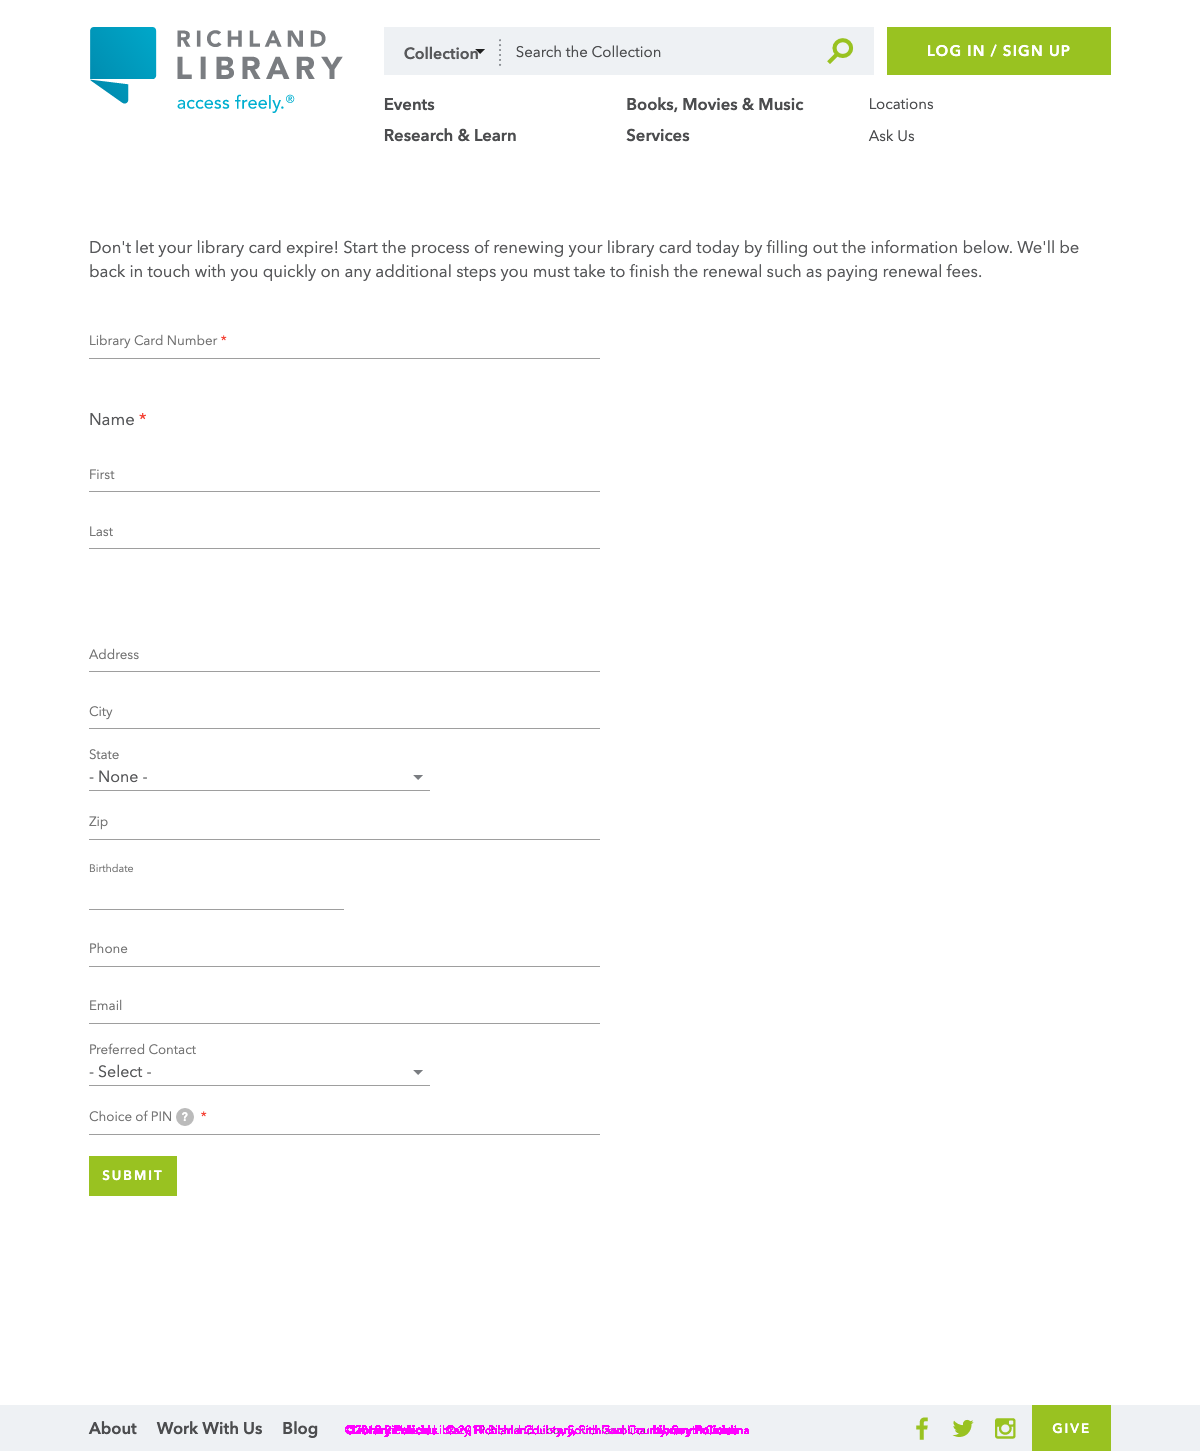 RICHLAND
LIBRARY
access freely.®
Collection
Search the Collection
LOG IN / SIGN UP
Events
Books, Movies & Music
Locations
Research & Learn
Services
Ask Us
Don't let your library card expire! Start the process of renewing your library card today by filling out the information below. We'll be
back in touch with you quickly on any additional steps you must take to finish the renewal such as paying renewal fees.
Library Card Number *
Name *
First
Last
Address
City
State
- None -
Zip
Birthdate
Phone
Email
Preferred Contact
- Select -
Choice of PIN ? *
SUBMIT
About Work With Us Blog
GIVE